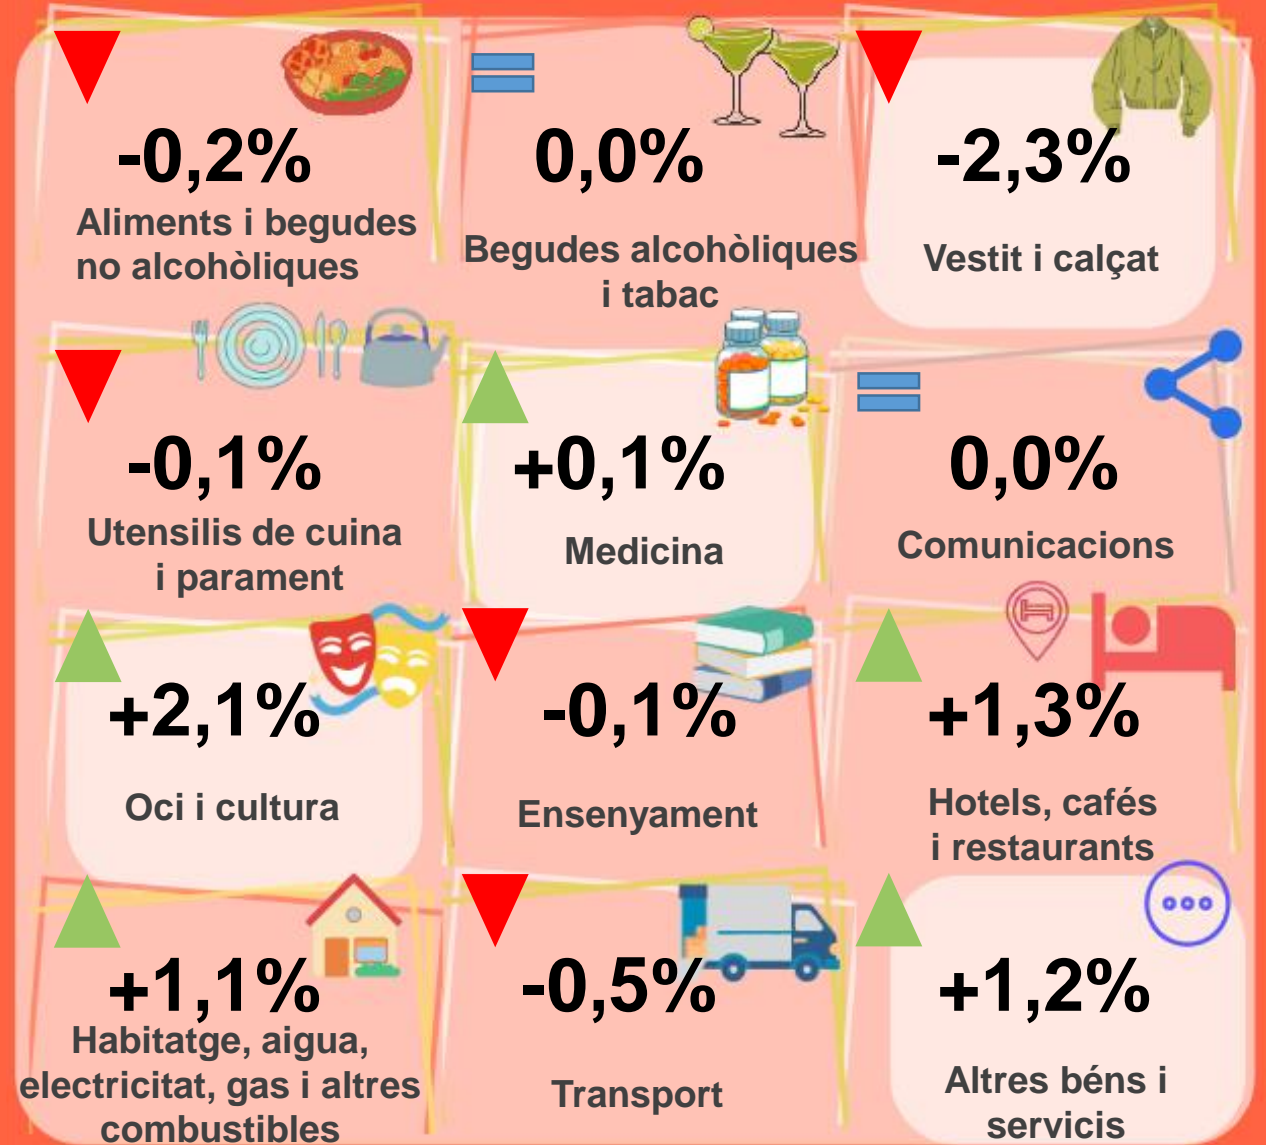 -0,2%
Aliments i begudes
no alcohòliques
0,0%
Begudes alcohòliques
i tabac
-2,3%
Vestit i calçat
-0,1%
Utensilis de cuina
i parament
+0,1%
Medicina
0,0%
Comunicacions
+2,1%
Oci i cultura
-0,1%
Ensenyament
+1,3%
Hotels, cafés
i restaurants
+1,1%
Habitatge, aigua,
electricitat, gas i altres
combustibles
-0,5%
Transport
+1,2%
Altres béns i
servicis